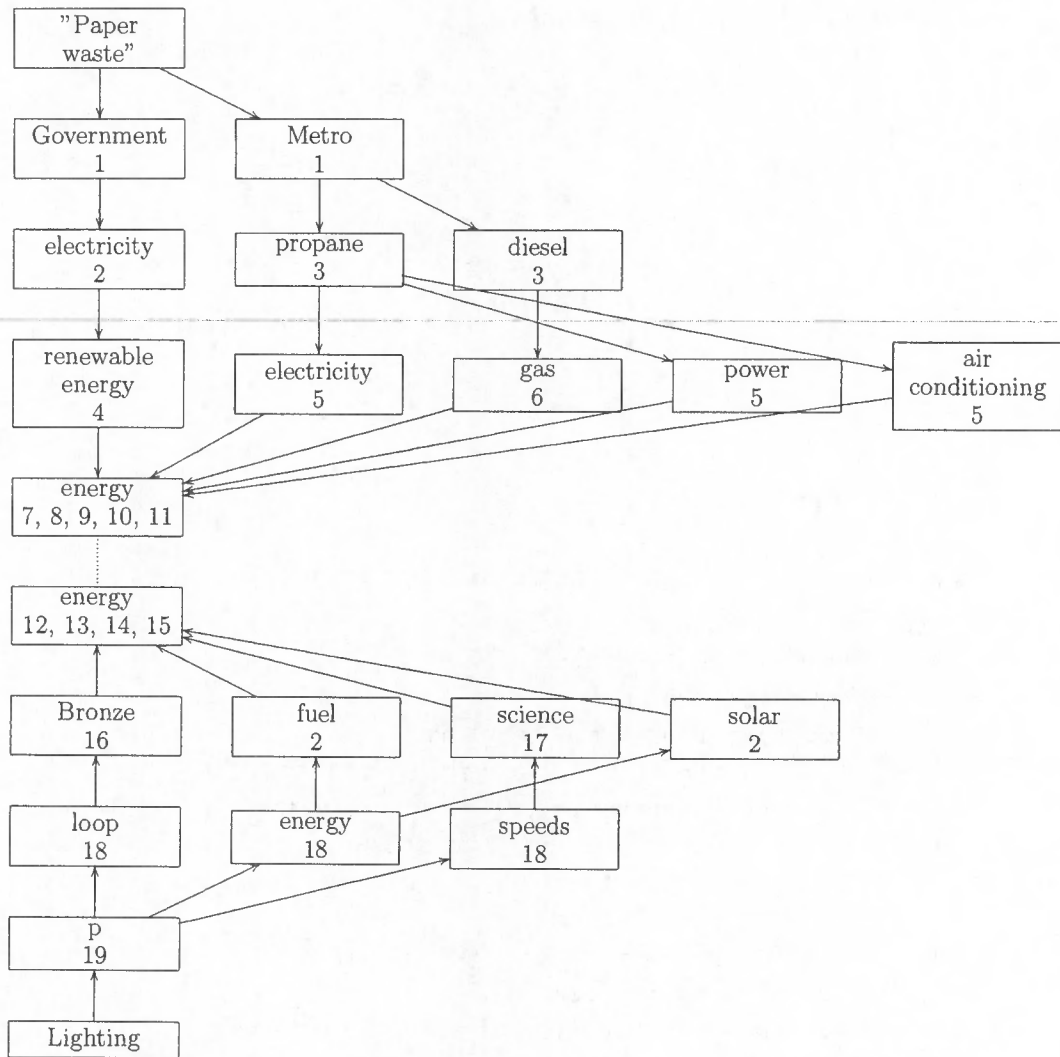 "Paper
waste"
Government
1
Metro
1
electricity
2
propane
3
diesel
3
renewable
energy
4
electricity
5
gas
6
power
5
air
conditioning
5
energy
7, 8, 9, 10, 11
energy
12, 13, 14, 15
Bronze
16
fuel
2
science
17
solar
2
loop
18
energy
18
speeds
18
p
19
Lighting